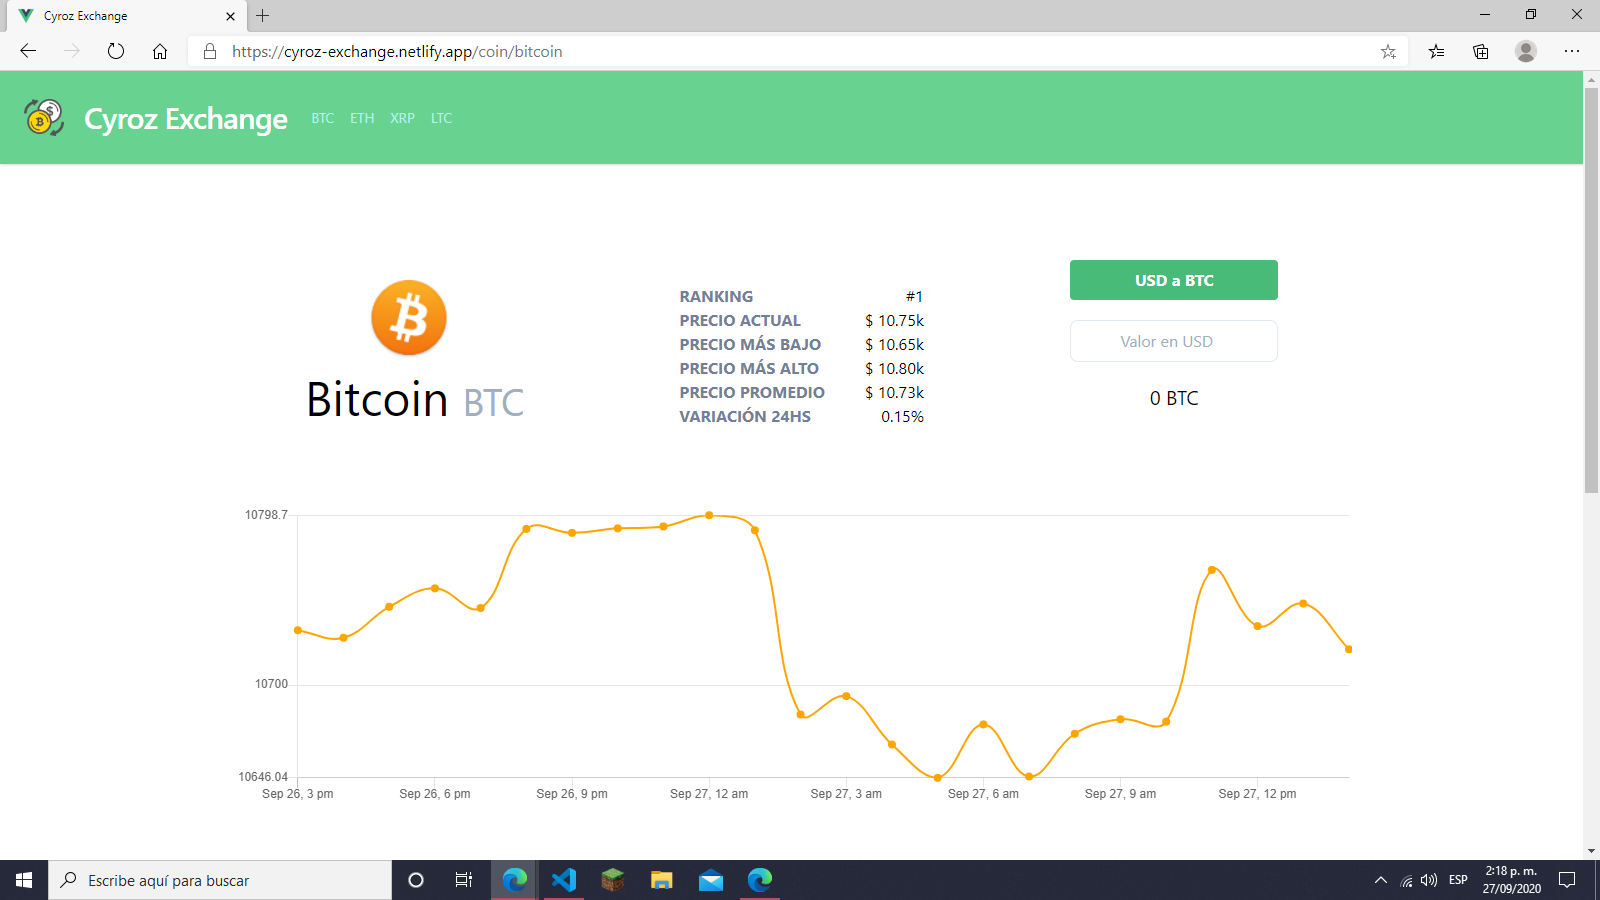 Cyroz Exchange
https://cyroz-exchange.netlify.app/coin/bitcoin
Cyroz Exchange BTC ETH XRP LTC
Bitcoin BTC
RANKING #1
PRECIO ACTUAL $ 10.75k
PRECIO MÁS BAJO $ 10.65k
PRECIO MÁS ALTO $ 10.80k
PRECIO PROMEDIO $ 10.73k
VARIACIÓN 24HS 0.15%
USD a BTC
Valor en USD
0 BTC
10798.7
10700
10646.04
Sep 26, 3 pm Sep 26, 6 pm Sep 26, 9 pm Sep 27, 12 am Sep 27, 3 am Sep 27, 6 am Sep 27, 9 am Sep 27, 12 pm
Escribe aquí para buscar
ESP
2:18 p. m.
27/09/2020